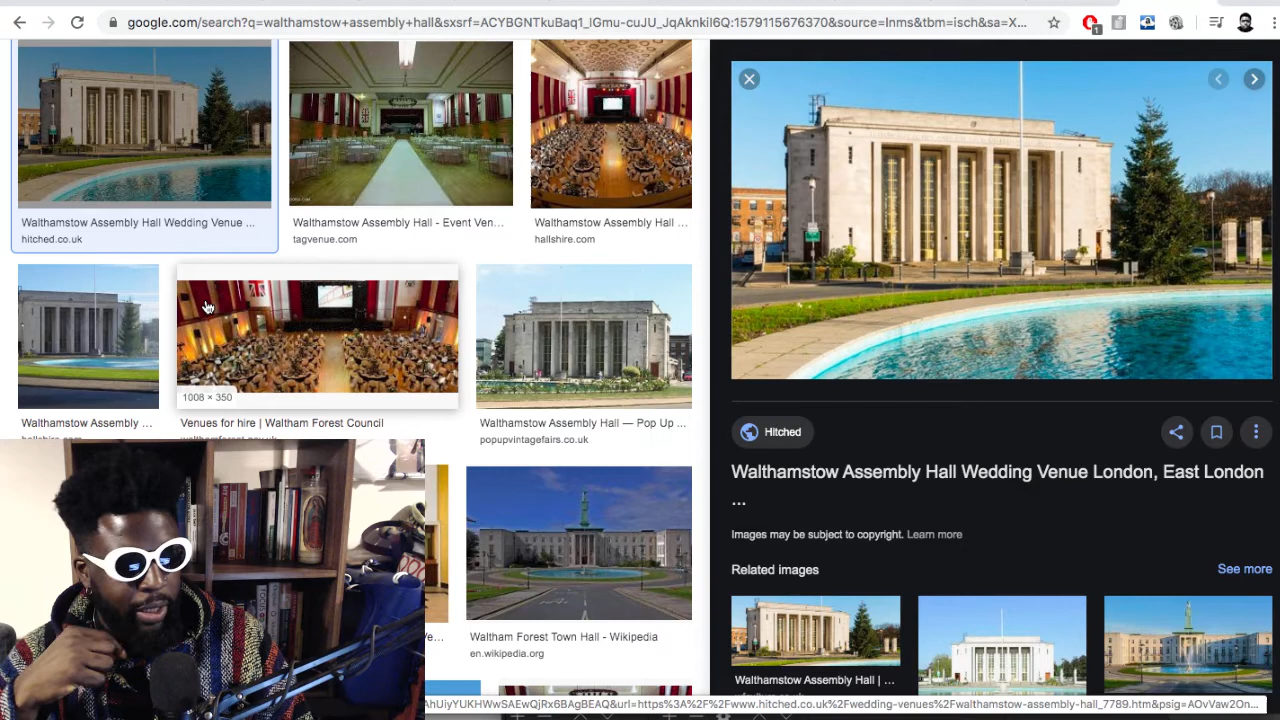 google.com/search?q=walthamstow+assembly+hall&sxsrf=ACYBGNTkuBaq1_lGmu-cuJU_JqAknkil6Q:1579115676370&source=lnms&tbm=isch&sa=X...
1
Walthamstow Assembly Hall Wedding Venue ...
hitched.co.uk
Walthamstow Assembly Hall - Event Ven...
tagvenue.com
Walthamstow Assembly Hall ...
hallshire.com
1008 × 350
Walthamstow Assembly ...
hallshire.com
Venues for hire | Waltham Forest Council
Walthamstow Assembly Hall — Pop Up ...
popupvintagefairs.co.uk
Waltham Forest Town Hall - Wikipedia
en.wikipedia.org
Hitched
Walthamstow Assembly Hall Wedding Venue London, East London
...
Images may be subject to copyright. Learn more
Related images
See more
Walthamstow Assembly Hall | ...